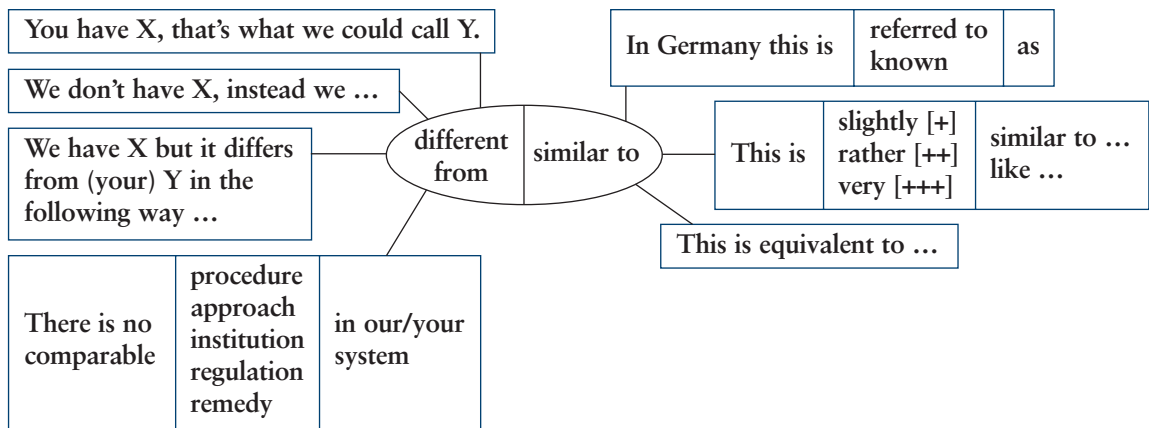 You have X, that’s what we could call Y.
We don’t have X, instead we …
We have X but it differs
from (your) Y in the
following way …
There is no
comparable
procedure
approach
institution
regulation
remedy
in our/your
system
different
from
similar to
In Germany this is
referred to
known
as
This is
slightly [+]
rather [++]
very [+++]
similar to …
like …
This is equivalent to …